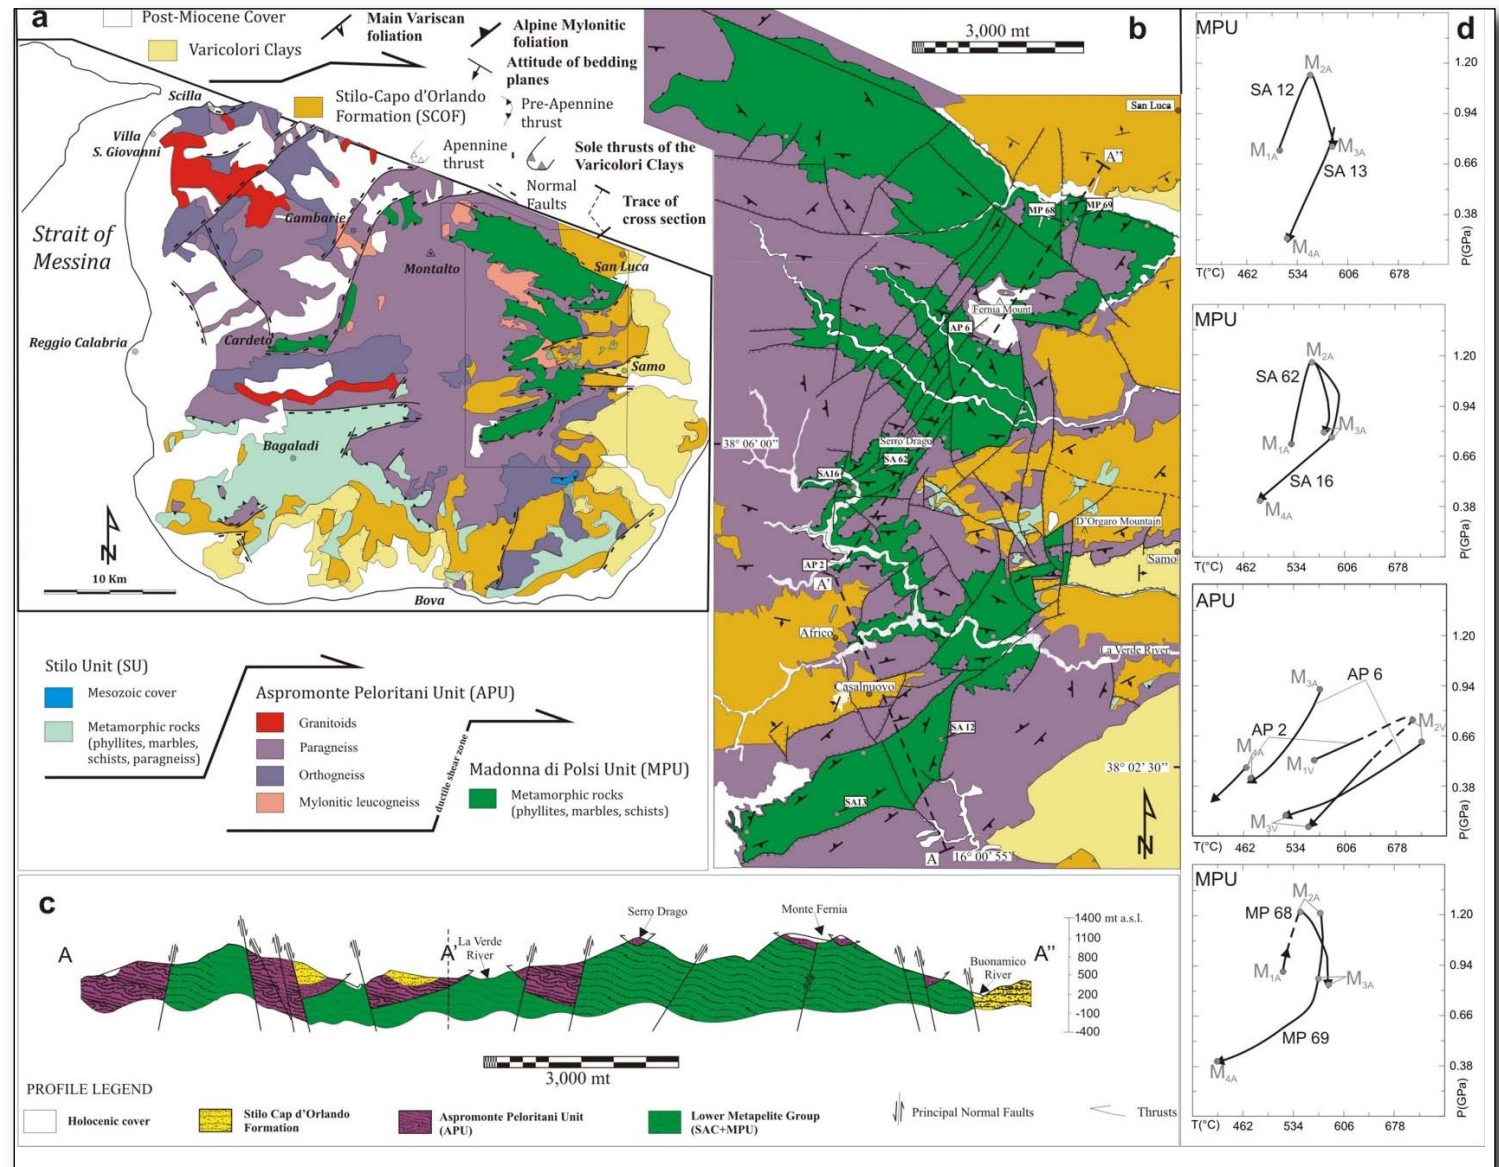 a
Post-Miocene Cover
Varicolori Clays
Main Variscan
foliation
Alpine Mylonitic
foliation
Attitude of bedding
planes
Stilo-Capo d'Orlando
Formation (SCOF)
Pre-Apennine
thrust
Apennine
thrust
Sole thrusts of the
Varicolori Clays
Normal
Faults
Trace of
cross section
Scilla
Villa
S. Giovanni
Gambarie
Strait of
Messina
Montalto
San Luca
Reggio Calabria
Cardeto
Samo
Bagaladi
N
10 Km
Bova
Stilo Unit (SU)
Mesozoic cover
Metamorphic rocks
(phyllites, marbles,
schists, paragneiss)
Aspromonte Peloritani Unit (APU)
Granitoids
Paragneiss
Orthogneiss
Mylonitic leucogneiss
ductile shear zone
Madonna di Polsi Unit (MPU)
Metamorphic rocks
(phyllites, marbles, schists)
b
3,000 mt
San Luca
A''
MP 68
MP 69
Fernia Mount
AP 6
38° 06' 00''
Serro Drago
SA 62
SA16
D'Orgaro Mountain
Samo
AP 2
A'
Africo
La Verde River
Casalnuovo
SA 12
38° 02' 30''
SA13
N
A
16° 00' 55''
c
A
A'
La Verde
River
Serro Drago
Monte Fernia
A''
Buonamico
River
1400 mt a.s.l.
1100
800
500
200
-100
-400
3,000 mt
PROFILE LEGEND
Holocenic cover
Stilo Cap d'Orlando
Formation
Aspromonte Peloritani Unit
(APU)
Lower Metapelite Group
(SAC+MPU)
Principal Normal Faults
Thrusts
d
MPU
M2A
SA 12
M1A
M3A
SA 13
M4A
1.20
0.94
0.66
0.38
P(GPa)
T(°C) 462 534 606 678
MPU
M2A
SA 62
M3A
M1A
SA 16
M4A
1.20
0.94
0.66
0.38
P(GPa)
T(°C) 462 534 606 678
APU
M3A
AP 6
AP 2
M2V
M4A
M1V
M3V
1.20
0.94
0.66
0.38
P(GPa)
T(°C) 462 534 606 678
MPU
M2A
MP 68
M1A
M3A
MP 69
M4A
1.20
0.94
0.66
0.38
P(GPa)
T(°C) 462 534 606 678